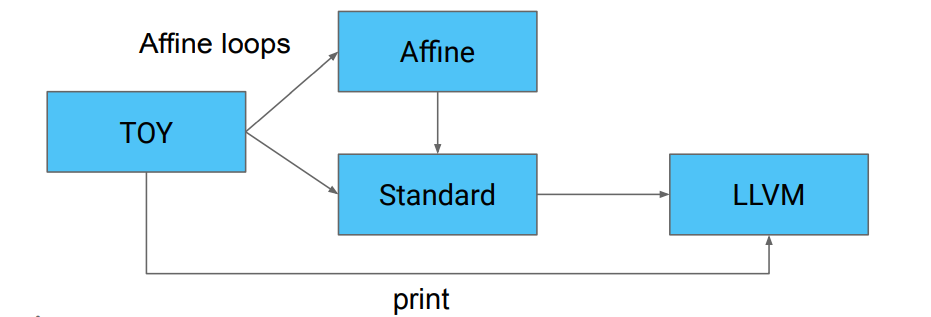 Affine loops
Affine
TOY
Standard
LLVM
print